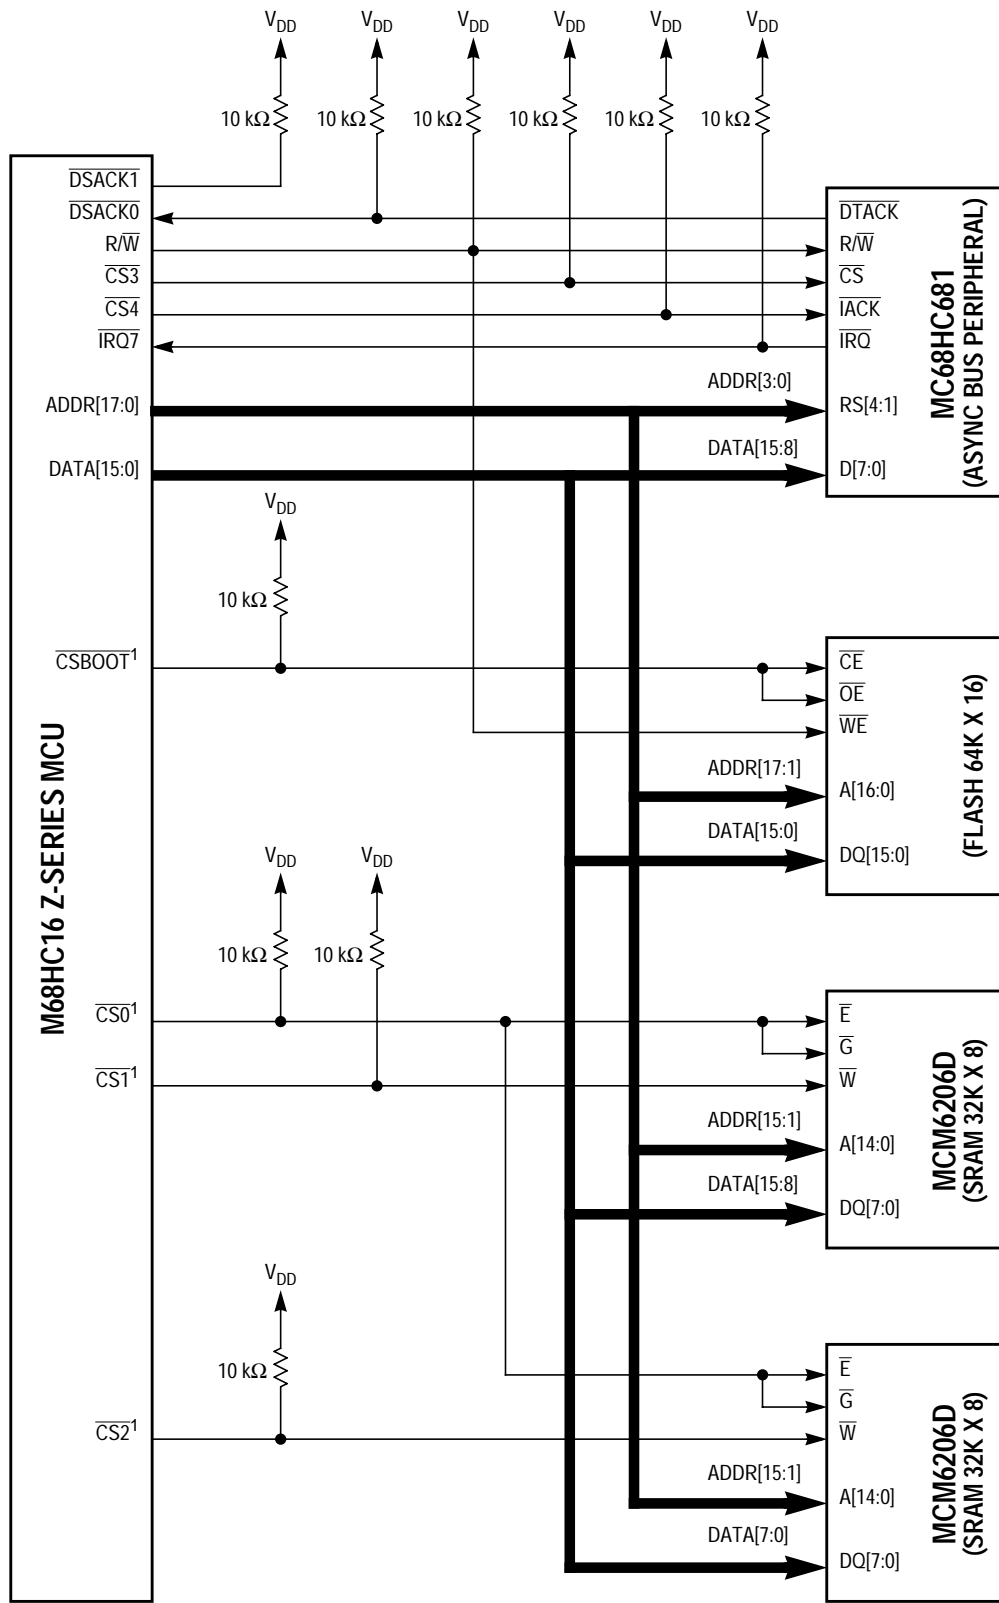 VDD VDD VDD VDD VDD VDD
10 kΩ 10 kΩ 10 kΩ 10 kΩ 10 kΩ 10 kΩ
DSACK1
DSACK0
R/W
CS3
CS4
IRQ7
ADDR[17:0]
DATA[15:0]
DTACK
R/W
CS
IACK
IRQ
ADDR[3:0]
RS[4:1]
DATA[15:8]
D[7:0]
MC68HC681
(ASYNC BUS PERIPHERAL)
VDD
10 kΩ
CSBOOT1
CE
OE
WE
ADDR[17:1]
A[16:0]
DATA[15:0]
DQ[15:0]
(FLASH 64K X 16)
M68HC16 Z-SERIES MCU
VDD VDD
10 kΩ 10 kΩ
CS01
CS11
E
G
W
ADDR[15:1]
A[14:0]
DATA[15:8]
DQ[7:0]
MCM6206D
(SRAM 32K X 8)
VDD
10 kΩ
CS21
E
G
W
ADDR[15:1]
A[14:0]
DATA[7:0]
DQ[7:0]
MCM6206D
(SRAM 32K X 8)